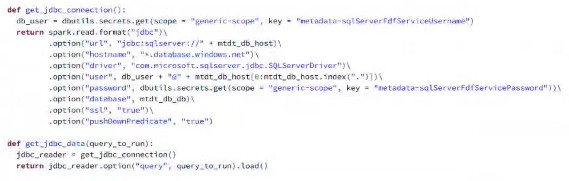 def get_jdbc_connection():
  db_user = dbutils.secrets.get(scope = "generic-scope", key = "metadata-sqlServerFdfServiceUsername")
  return spark.read.format("jdbc")\
          .option("url", "jdbc:sqlserver://" + mtdt_db_host)\
          .option("hostname", "*.database.windows.net")\
          .option("driver", "com.microsoft.sqlserver.jdbc.SQLServerDriver")\
          .option("user", db_user + "@" + mtdt_db_host[0:mtdt_db_host.index(".")])\
          .option("password", dbutils.secrets.get(scope = "generic-scope", key = "metadata-sqlServerFdfServicePassword"))\
          .option("database", mtdt_db_db)\
          .option("ssl", "true")\
          .option("pushDownPredicate", "true")
def get_jdbc_data(query_to_run):
  jdbc_reader = get_jdbc_connection()
  return jdbc_reader.option("query", query_to_run).load()